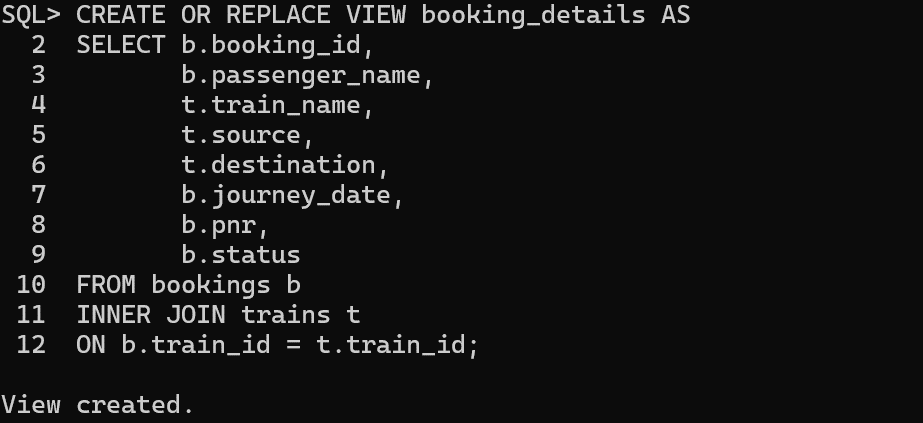 SQL> CREATE OR REPLACE VIEW booking_details AS
  2  SELECT b.booking_id,
  3         b.passenger_name,
  4         t.train_name,
  5         t.source,
  6         t.destination,
  7         b.journey_date,
  8         b.pnr,
  9         b.status
 10  FROM bookings b
 11  INNER JOIN trains t
 12  ON b.train_id = t.train_id;

View created.